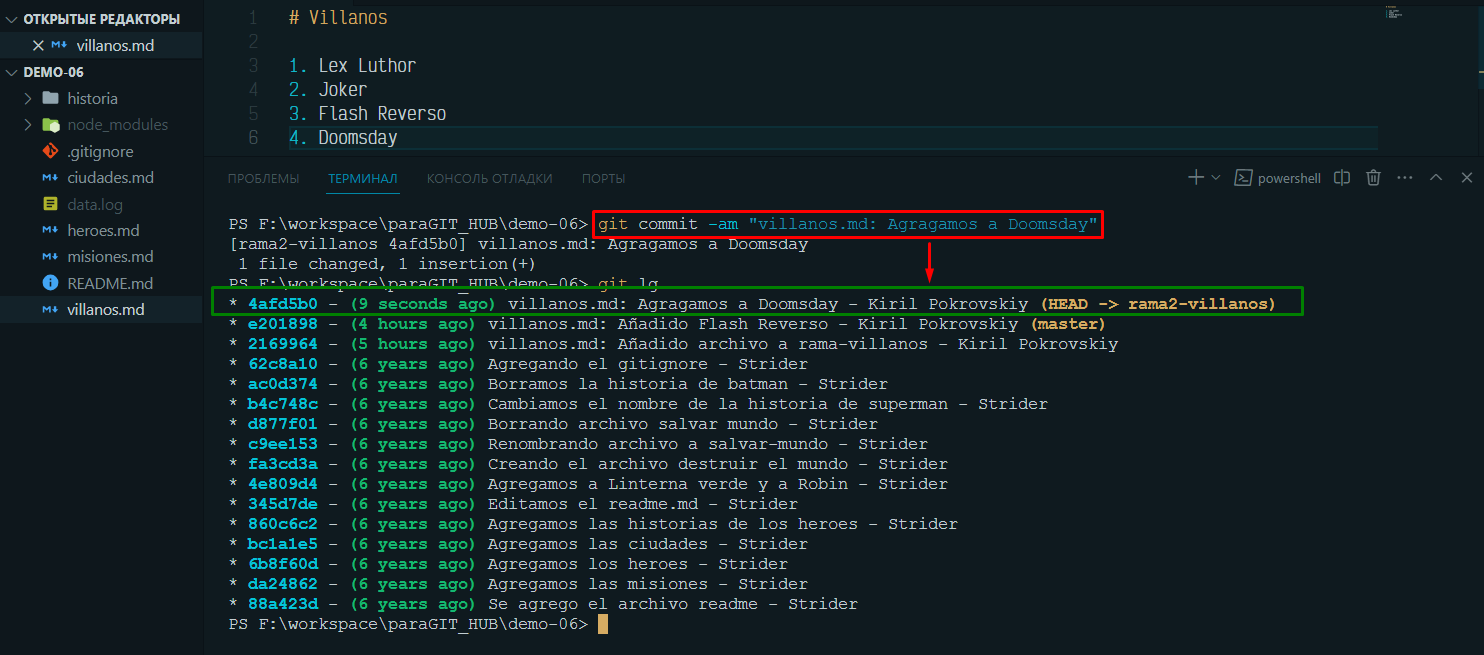 ОТКРЫТЫЕ РЕДАКТОРЫ
villanos.md
DEMO-06
historia
node_modules
.gitignore
ciudades.md
data.log
heroes.md
misiones.md
README.md
villanos.md
1 # Villanos
2
3 1. Lex Luthor
4 2. Joker
5 3. Flash Reverso
6 4. Doomsday
ПРОБЛЕМЫ ТЕРМИНАЛ КОНСОЛЬ ОТЛАДКИ ПОРТЫ powershell
PS F:\workspace\paraGIT_HUB\demo-06> git commit -am "villanos.md: Agragamos a Doomsday"
[rama2-villanos 4afd5b0] villanos.md: Agragamos a Doomsday
1 file changed, 1 insertion(+)
PS F:\workspace\paraGIT_HUB\demo-06> git lg
* 4afd5b0 - (9 seconds ago) villanos.md: Agragamos a Doomsday - Kiril Pokrovskiy (HEAD -> rama2-villanos)
* e201898 - (4 hours ago) villanos.md: Añadido Flash Reverso - Kiril Pokrovskiy (master)
* 2169964 - (5 hours ago) villanos.md: Añadido archivo a rama-villanos - Kiril Pokrovskiy
* 62c8a10 - (6 years ago) Agregando el gitignore - Strider
* ac0d374 - (6 years ago) Borramos la historia de batman - Strider
* b4c748c - (6 years ago) Cambiamos el nombre de la historia de superman - Strider
* d877f01 - (6 years ago) Borrando archivo salvar mundo - Strider
* c9ee153 - (6 years ago) Renombrando archivo a salvar-mundo - Strider
* fa3cd3a - (6 years ago) Creando el archivo destruir el mundo - Strider
* 4e809d4 - (6 years ago) Agregamos a Linterna verde y a Robin - Strider
* 345d7de - (6 years ago) Editamos el readme.md - Strider
* 860c6c2 - (6 years ago) Agregamos las historias de los heroes - Strider
* bc1a1e5 - (6 years ago) Agregamos las ciudades - Strider
* 6b8f60d - (6 years ago) Agregamos los heroes - Strider
* da24862 - (6 years ago) Agregamos las misiones - Strider
* 88a423d - (6 years ago) Se agrego el archivo readme - Strider
PS F:\workspace\paraGIT_HUB\demo-06>